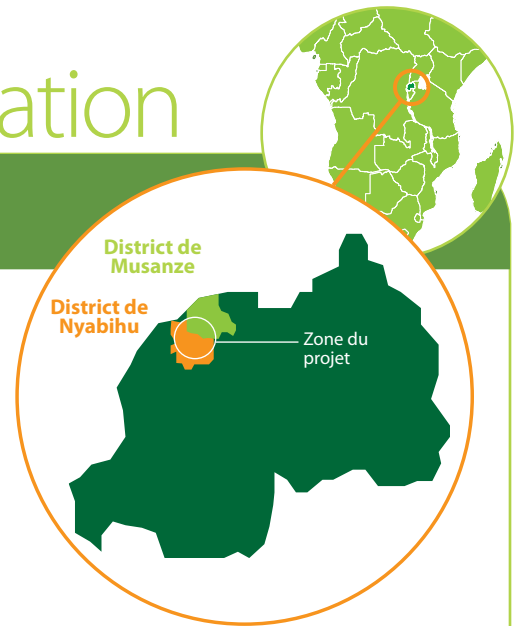 ation
District de
Musanze
District de
Nyabihu
Zone du
projet